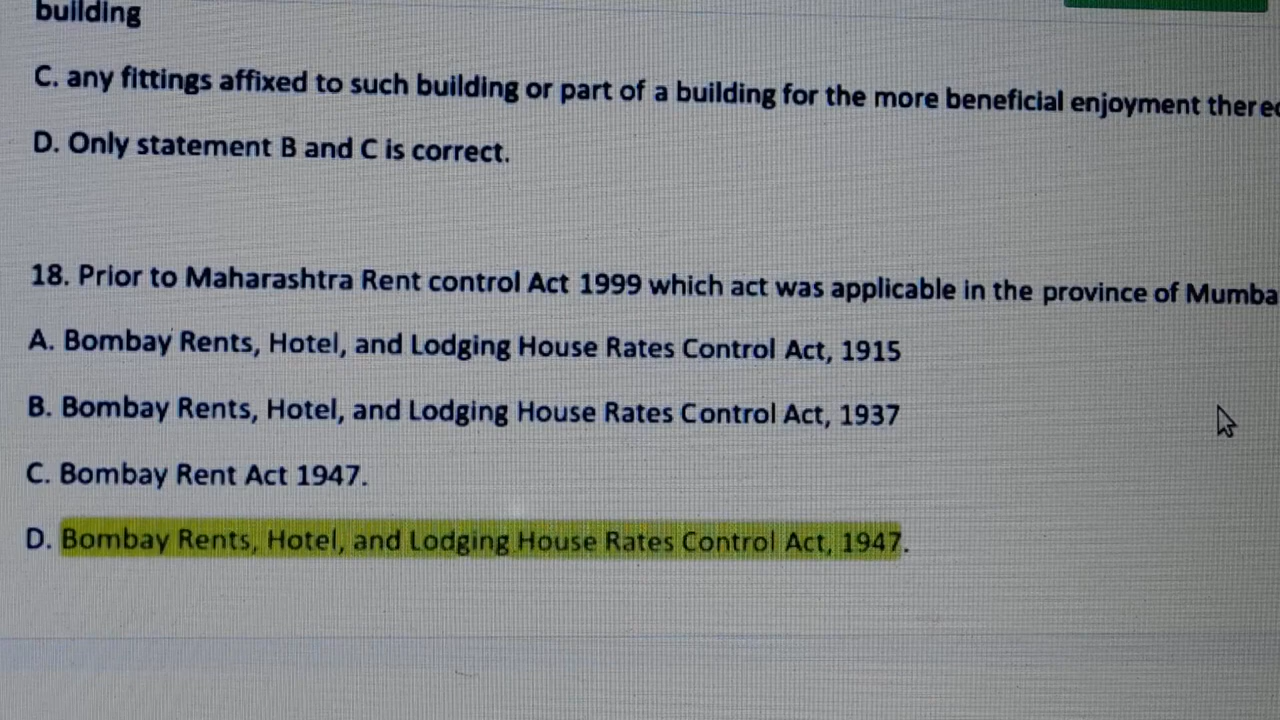 building
C. any fittings affixed to such building or part of a building for the more beneficial enjoyment
D. Only statement B and C is correct.
18. Prior to Maharashtra Rent control Act 1999 which act was applicable in the province of Mumba
A. Bombay Rents, Hotel, and Lodging House Rates Control Act, 1915
B. Bombay Rents, Hotel, and Lodging House Rates Control Act, 1937
C. Bombay Rent Act 1947.
D. Bombay Rents, Hotel, and Lodging House Rates Control Act, 1947.